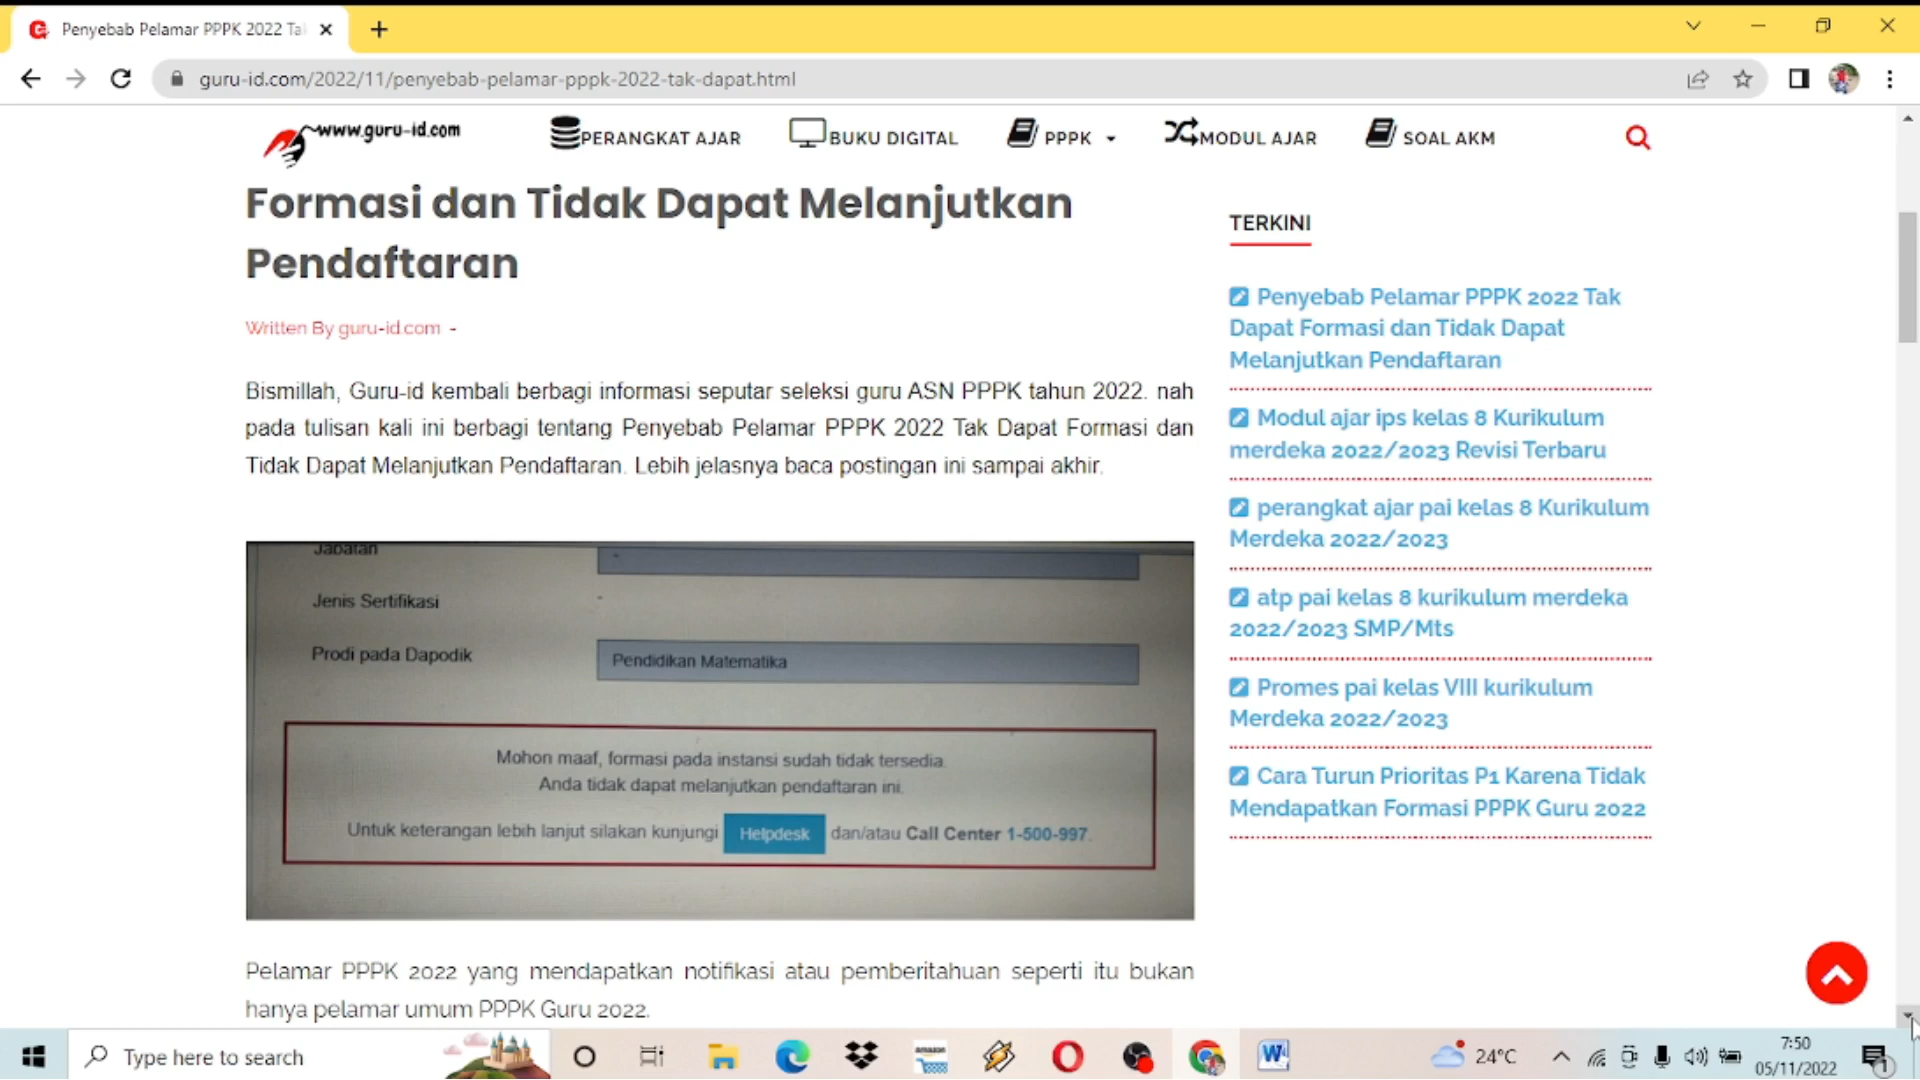 Penyebab Pelamar PPPK 2022 Ta
guru-id.com/2022/11/penyebab-pelamar-pppk-2022-tak-dapat.html
www.guru-id.com
PERANGKAT AJAR
BUKU DIGITAL
PPPK
MODUL AJAR
SOAL AKM
Formasi dan Tidak Dapat Melanjutkan
Pendaftaran
Written By guru-id.com -
Bismillah, Guru-id kembali berbagi informasi seputar seleksi guru ASN PPPK tahun 2022. nah
pada tulisan kali ini berbagi tentang Penyebab Pelamar PPPK 2022 Tak Dapat Formasi dan
Tidak Dapat Melanjutkan Pendaftaran. Lebih jelasnya baca postingan ini sampai akhir.
Jabatan
-
Jenis Sertifikasi
-
Prodi pada Dapodik
Pendidikan Matematika
Mohon maaf, formasi pada instansi sudah tidak tersedia.
Anda tidak dapat melanjutkan pendaftaran ini.
Untuk keterangan lebih lanjut silakan kunjungi Helpdesk dan/atau Call Center 1-500-997.
Pelamar PPPK 2022 yang mendapatkan notifikasi atau pemberitahuan seperti itu bukan
hanya pelamar umum PPPK Guru 2022.
TERKINI
Penyebab Pelamar PPPK 2022 Tak
Dapat Formasi dan Tidak Dapat
Melanjutkan Pendaftaran
Modul ajar ips kelas 8 Kurikulum
merdeka 2022/2023 Revisi Terbaru
perangkat ajar pai kelas 8 Kurikulum
Merdeka 2022/2023
atp pai kelas 8 kurikulum merdeka
2022/2023 SMP/Mts
Promes pai kelas VIII kurikulum
Merdeka 2022/2023
Cara Turun Prioritas P1 Karena Tidak
Mendapatkan Formasi PPPK Guru 2022
Type here to search
amazon
24°C
7:50
05/11/2022
1